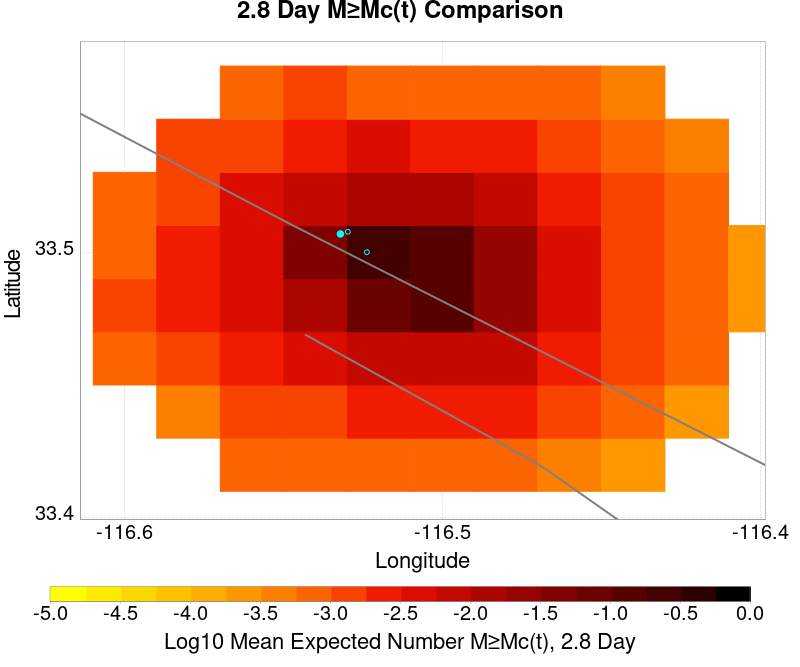 2.8 Day M≥Mc(t) Comparison
Latitude
33.5
33.4
-116.6 -116.5 -116.4
Longitude
-5.0 -4.5 -4.0 -3.5 -3.0 -2.5 -2.0 -1.5 -1.0 -0.5 0.0
Log10 Mean Expected Number M≥Mc(t), 2.8 Day